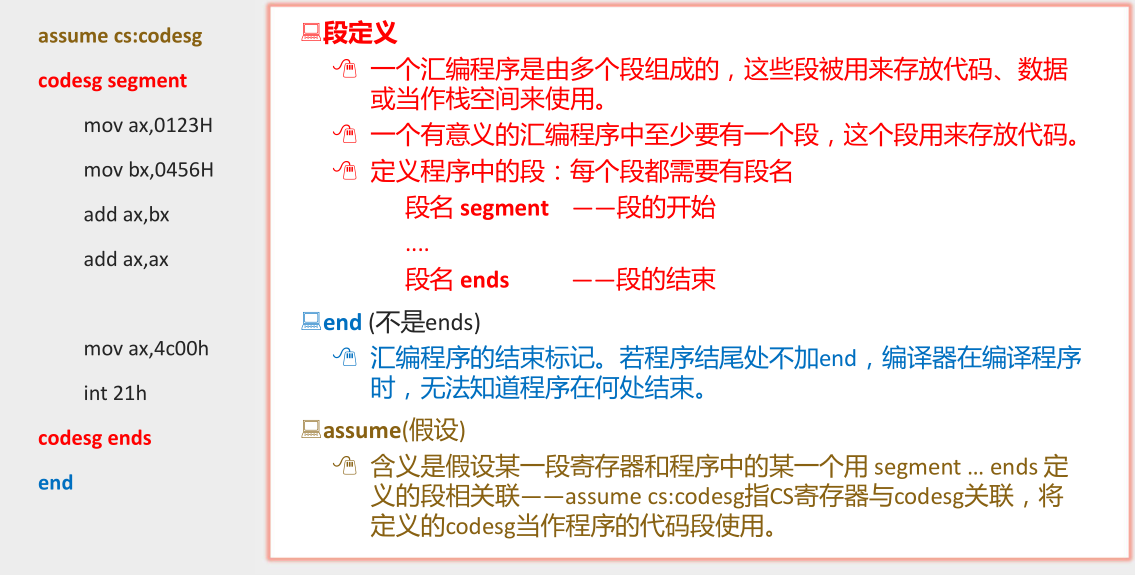 assume cs:codesg
codesg segment
mov ax,0123H
mov bx,0456H
add ax,bx
add ax,ax
mov ax,4c00h
int 21h
codesg ends
end
段定义
一个汇编程序是由多个段组成的，这些段被用来存放代码、数据
或当作栈空间来使用。
一个有意义的汇编程序中至少要有一个段，这个段用来存放代码。
定义程序中的段：每个段都需要有段名
段名 segment ——段的开始
....
段名 ends ——段的结束
end (不是ends)
汇编程序的结束标记。若程序结尾处不加end，编译器在编译程序
时，无法知道程序在何处结束。
assume(假设)
含义是假设某一段寄存器和程序中的某一个用 segment ... ends 定
义的段相关联——assume cs:codesg指CS寄存器与codesg关联，将
定义的codesg当作程序的代码段使用。